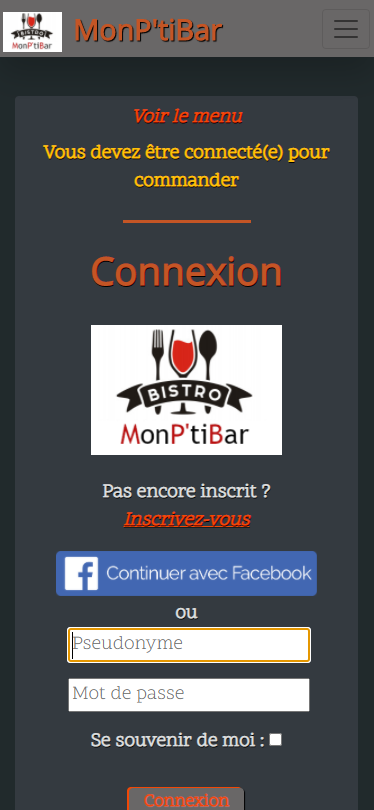 BISTRO
MonP'tiBar
MonP'tiBar
Voir le menu
Vous devez être connecté(e) pour
commander
Connexion
BISTRO
MonP'tiBar
Pas encore inscrit ?
Inscrivez-vous
Continuer avec Facebook
ou
Pseudonyme
Mot de passe
Se souvenir de moi :
Connexion